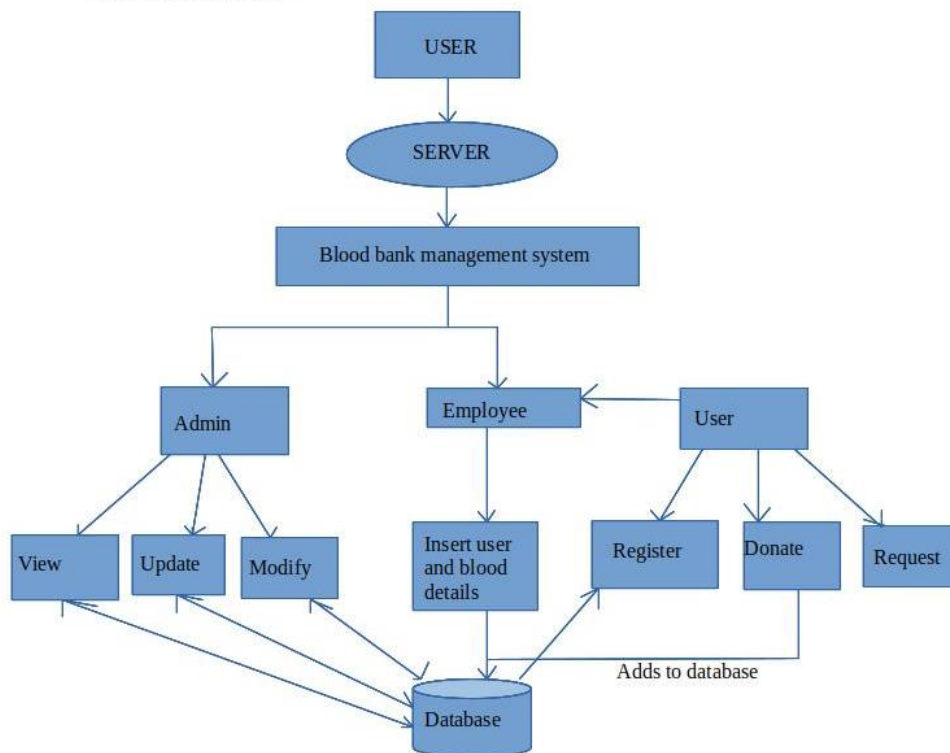 USER
SERVER
Blood bank management system
Admin
Employee
User
View
Update
Modify
Insert user
and blood
details
Register
Donate
Request
Adds to database
Database